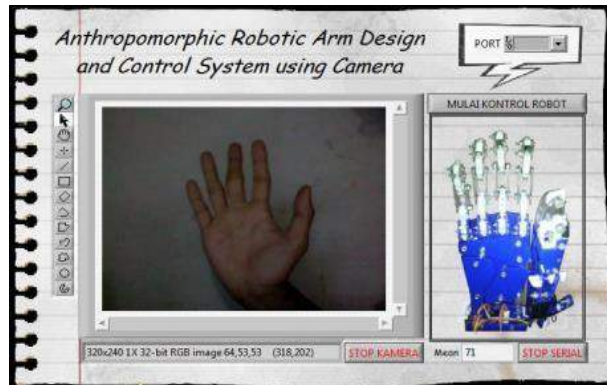 Anthropomorphic Robotic Arm Design
and Control System using Camera
PORT
MULAI KONTROL ROBOT
320x240 1X 32-bit RGB image 64,53,53 (318,202)
STOP KAMERA
Mean 71
STOP SERIAL